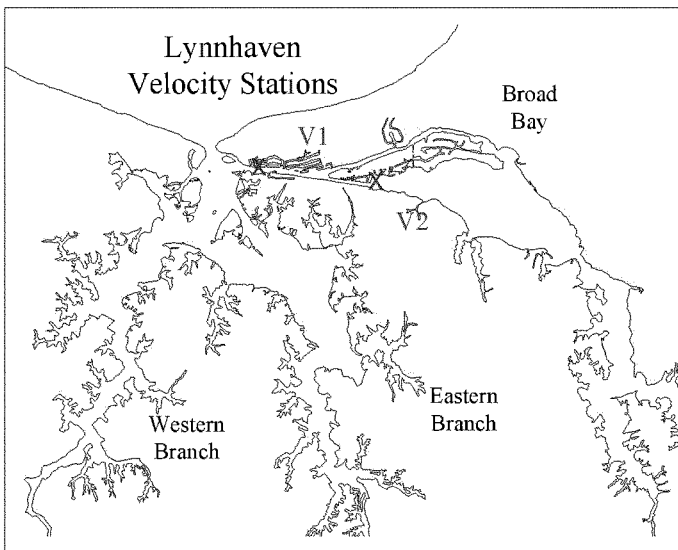 Lynnhaven
Velocity Stations
Broad
Bay
V1
X
X
V2
Eastern
Branch
Western
Branch